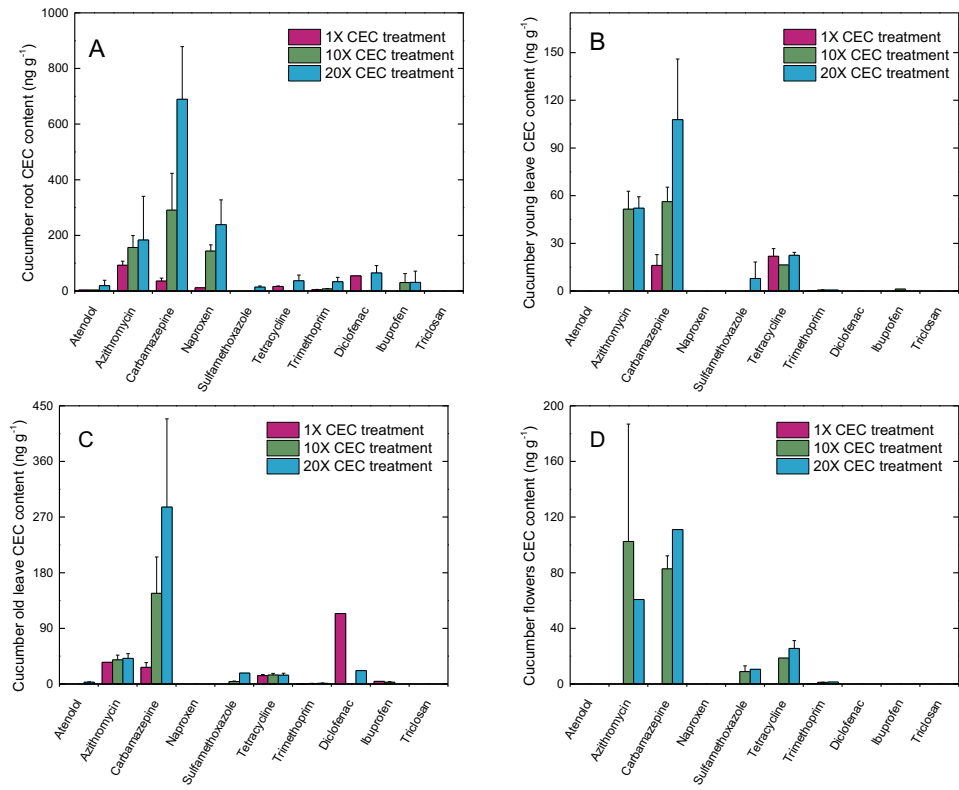 A
1X CEC treatment
10X CEC treatment
20X CEC treatment
Cucumber root CEC content (ng g⁻¹)
1000
800
600
400
200
0
Atenolol
Azithromycin
Carbamazepine
Naproxen
Sulfamethoxazole
Tetracycline
Trimethoprim
Diclofenac
Ibuprofen
Triclosan
B
1X CEC treatment
10X CEC treatment
20X CEC treatment
Cucumber young leave CEC content (ng g⁻¹)
150
120
90
60
30
0
Atenolol
Azithromycin
Carbamazepine
Naproxen
Sulfamethoxazole
Tetracycline
Trimethoprim
Diclofenac
Ibuprofen
Triclosan
C
1X CEC treatment
10X CEC treatment
20X CEC treatment
Cucumber old leave CEC content (ng g⁻¹)
450
360
270
180
90
0
Atenolol
Azithromycin
Carbamazepine
Naproxen
Sulfamethoxazole
Tetracycline
Trimethoprim
Diclofenac
Ibuprofen
Triclosan
D
1X CEC treatment
10X CEC treatment
20X CEC treatment
Cucumber flowers CEC content (ng g⁻¹)
200
160
120
80
40
0
Atenolol
Azithromycin
Carbamazepine
Naproxen
Sulfamethoxazole
Tetracycline
Trimethoprim
Diclofenac
Ibuprofen
Triclosan